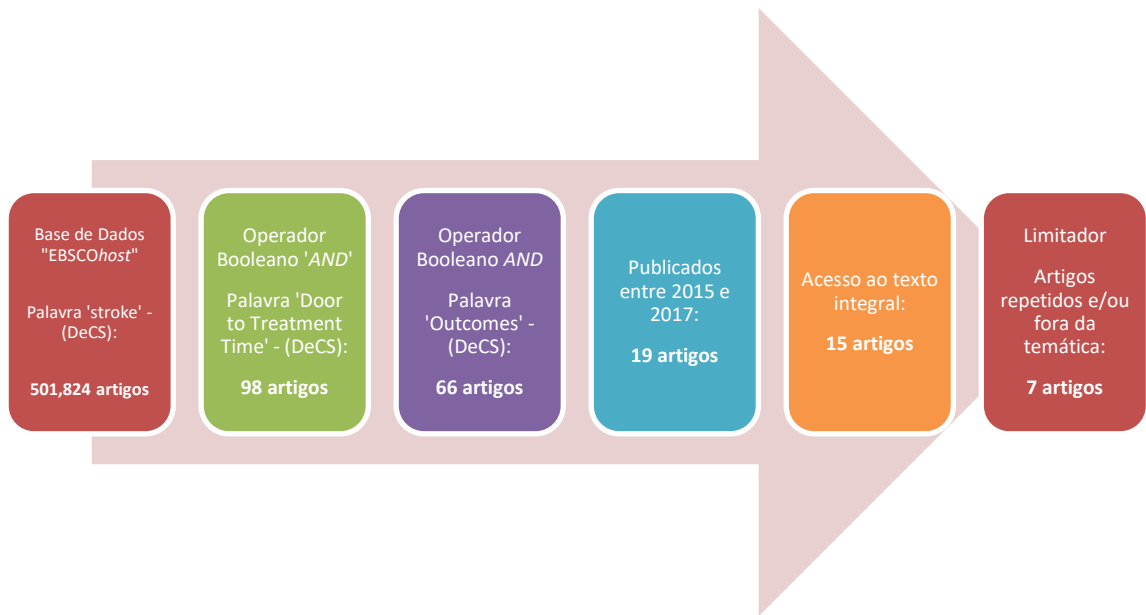 Base de Dados
"EBSCOhost"
Palavra 'stroke' -
(DeCS):
501,824 artigos
Operador
Booleano 'AND'
Palavra 'Door
to Treatment
Time' - (DeCS):
98 artigos
Operador
Booleano AND
Palavra
'Outcomes' -
(DeCS):
66 artigos
Publicados
entre 2015 e
2017:
19 artigos
Acesso ao texto
integral:
15 artigos
Limitador
Artigos
repetidos e/ou
fora da
temática:
7 artigos